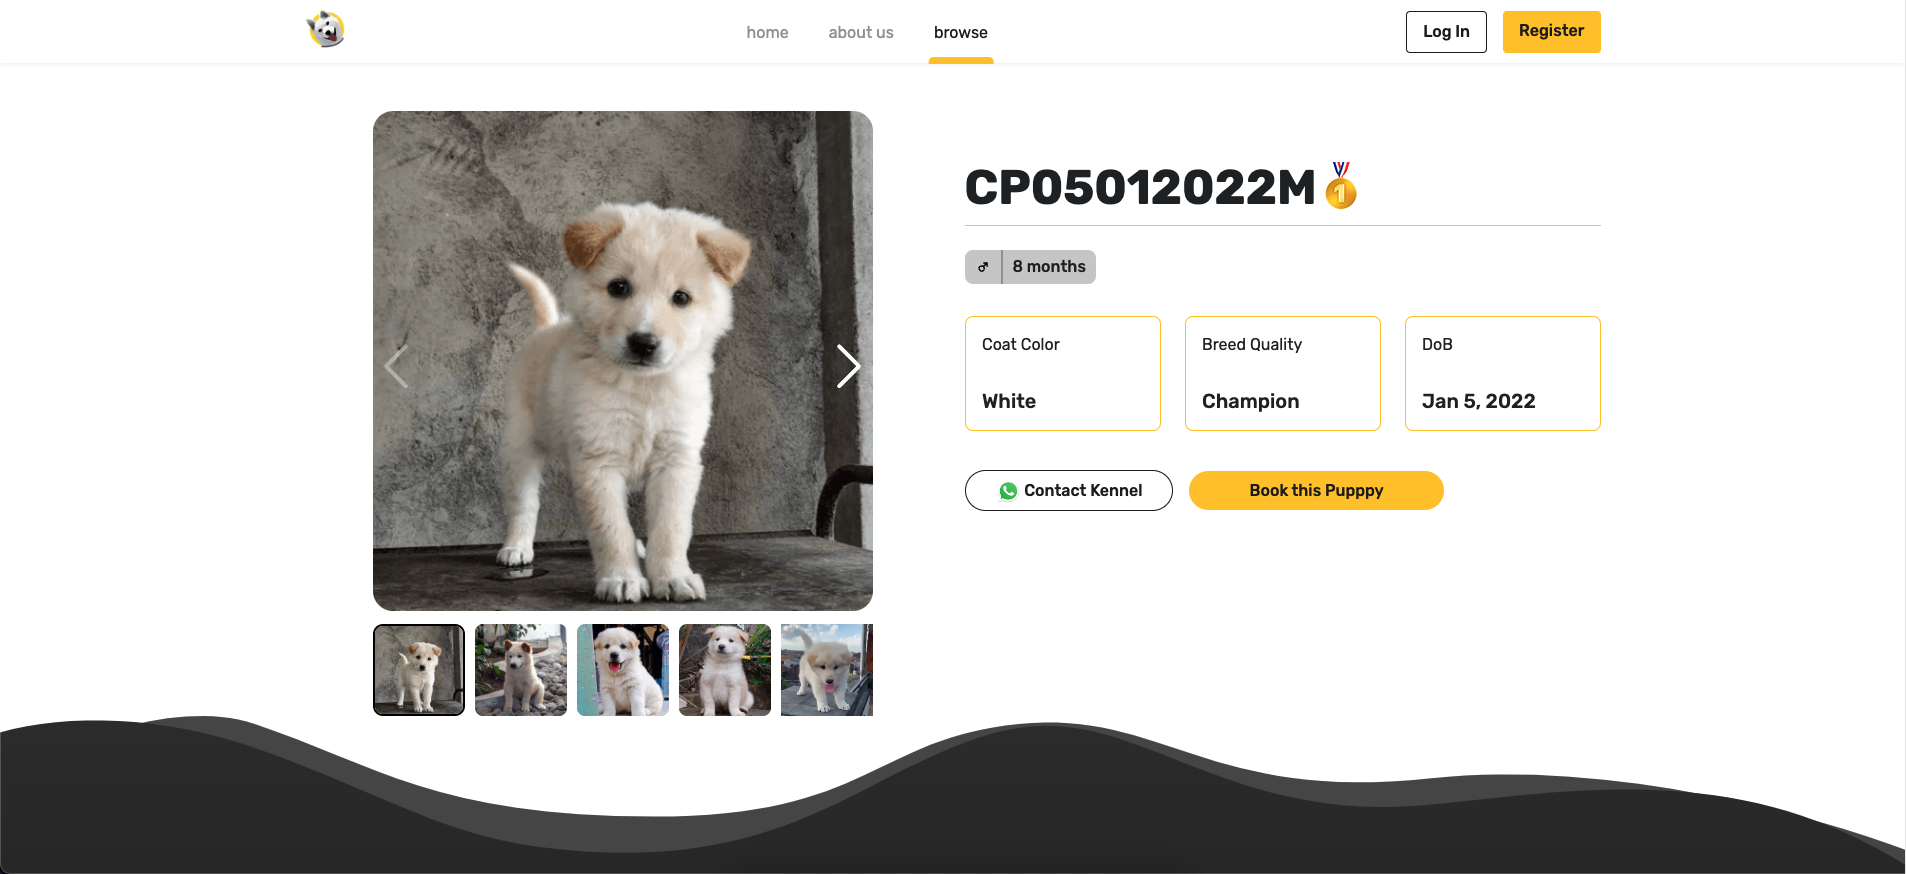 home
about us
browse
Log In
Register
CP05012022M🥇
♂
8 months
Coat Color
White
Breed Quality
Champion
DoB
Jan 5, 2022
Contact Kennel
Book this Pupppy